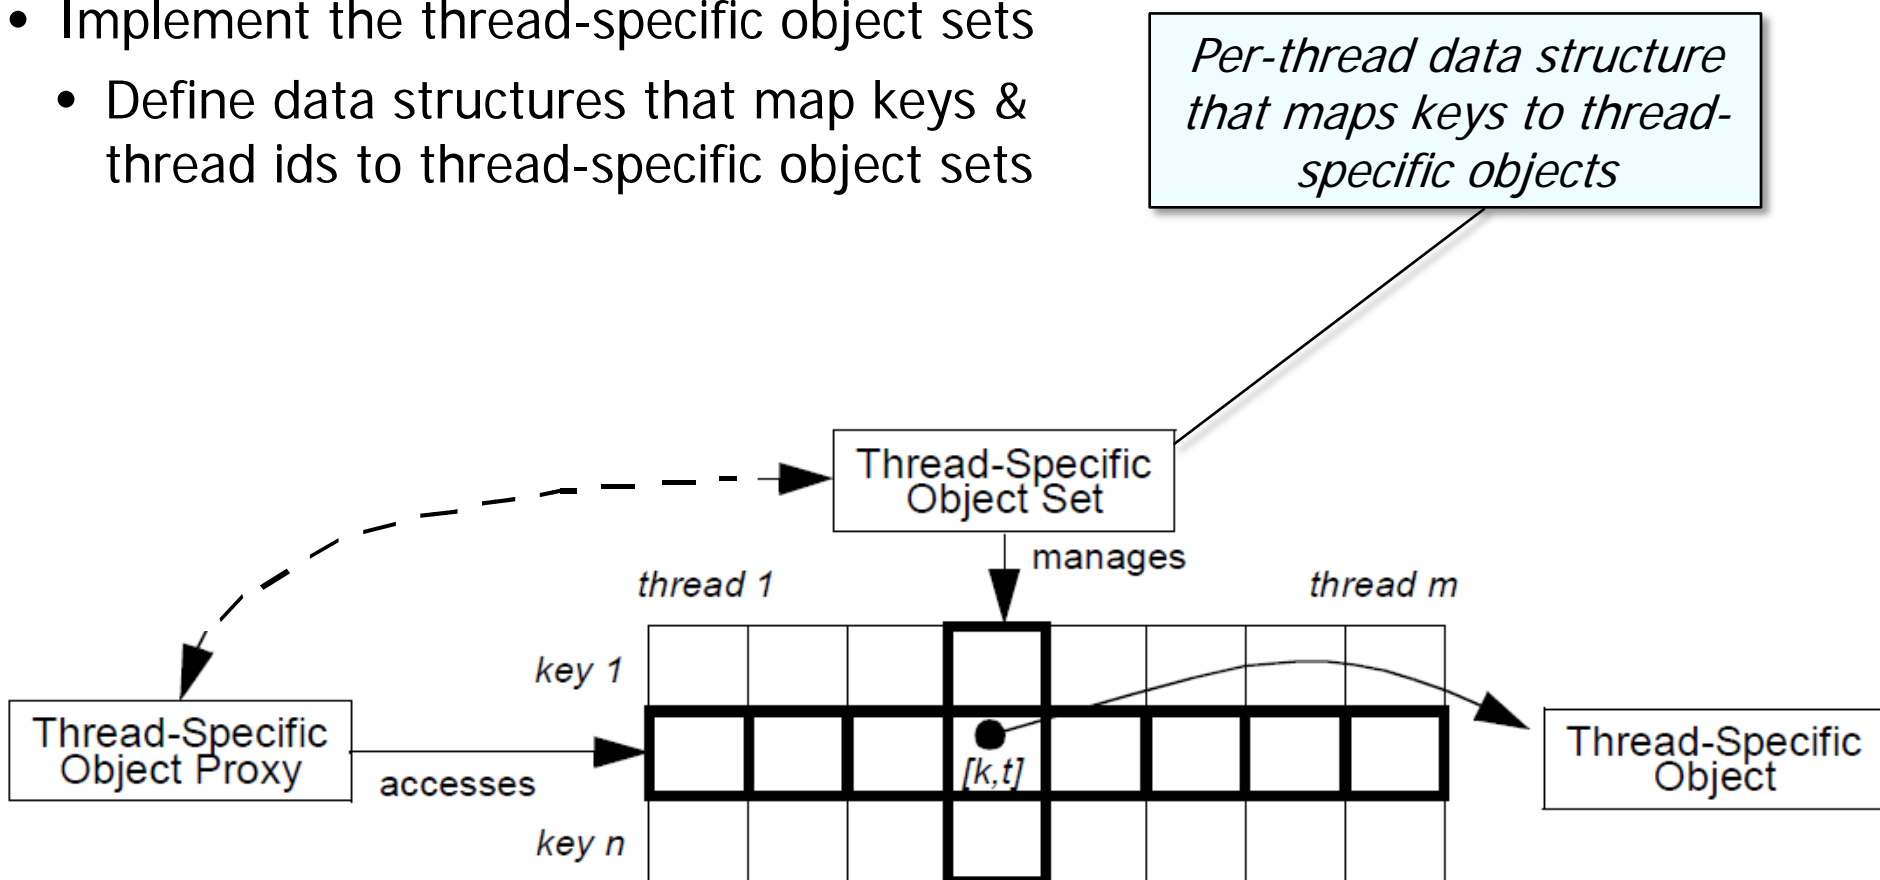 • Implement the thread-specific object sets
• Define data structures that map keys &
thread ids to thread-specific object sets
Per-thread data structure
that maps keys to thread-
specific objects
Thread-Specific
Object Set
manages
thread 1
thread m
key 1
Thread-Specific
Object Proxy
accesses
[k,t]
Thread-Specific
Object
key n